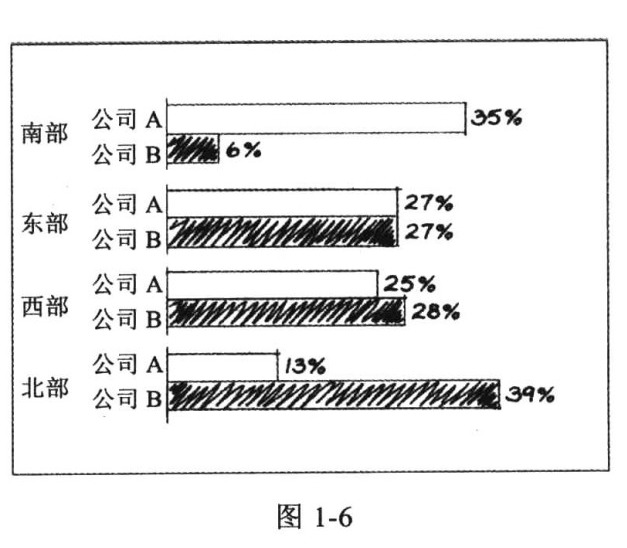 南部
公司 A 35%
公司 B 6%
东部
公司 A 27%
公司 B 27%
西部
公司 A 25%
公司 B 28%
北部
公司 A 13%
公司 B 39%
图 1-6